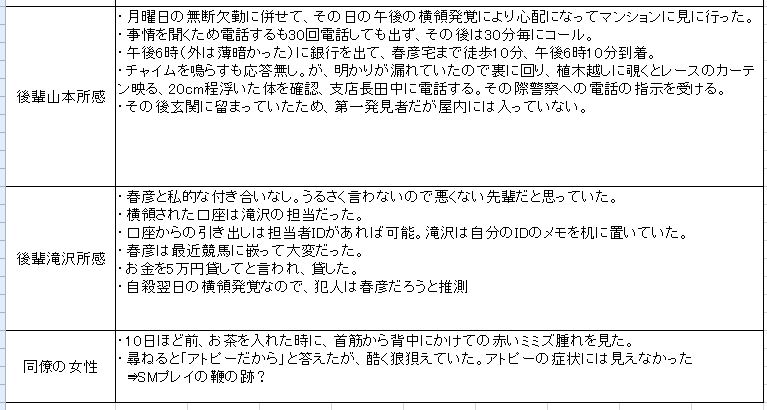 ・月曜日の無断欠勤に併せて、その日の午後の横領発覚により心配になってマンションに見に行った。
・事情を聞くため電話するも30回電話しても出ず、その後は30分毎にコール。
・午後6時（外は薄暗かった）に銀行を出て、春彦宅まで徒歩10分、午後6時10分到着。
・チャイムを鳴らすも応答無し。が、明かりが漏れていたので裏に回り、植木越しに覗くとレースのカーテ
ン映る、20cm程浮いた体を確認、支店長田中に電話する。その際警察への電話の指示を受ける。
・その後玄関に留まっていたため、第一発見者だが屋内には入っていない。
後輩山本所感
・春彦と私的な付き合いなし。うるさく言わないので悪くない先輩だと思っていた。
・横領された口座は滝沢の担当だった。
・口座からの引き出しは担当者IDがあれば可能。滝沢は自分のIDのメモを机に置いていた。
・春彦は最近競馬に嵌って大変だった。
・お金を5万円貸してと言われ、貸した。
・自殺翌日の横領発覚なので、犯人は春彦だろうと推測
後輩滝沢所感
・10日ほど前、お茶を入れた時に、首筋から背中にかけての赤いミミズ腫れを見た。
・尋ねると「アトピーだから」と答えたが、酷く狼狽えていた。アトピーの症状には見えなかった
⇒SMプレイの鞭の跡？
同僚の女性